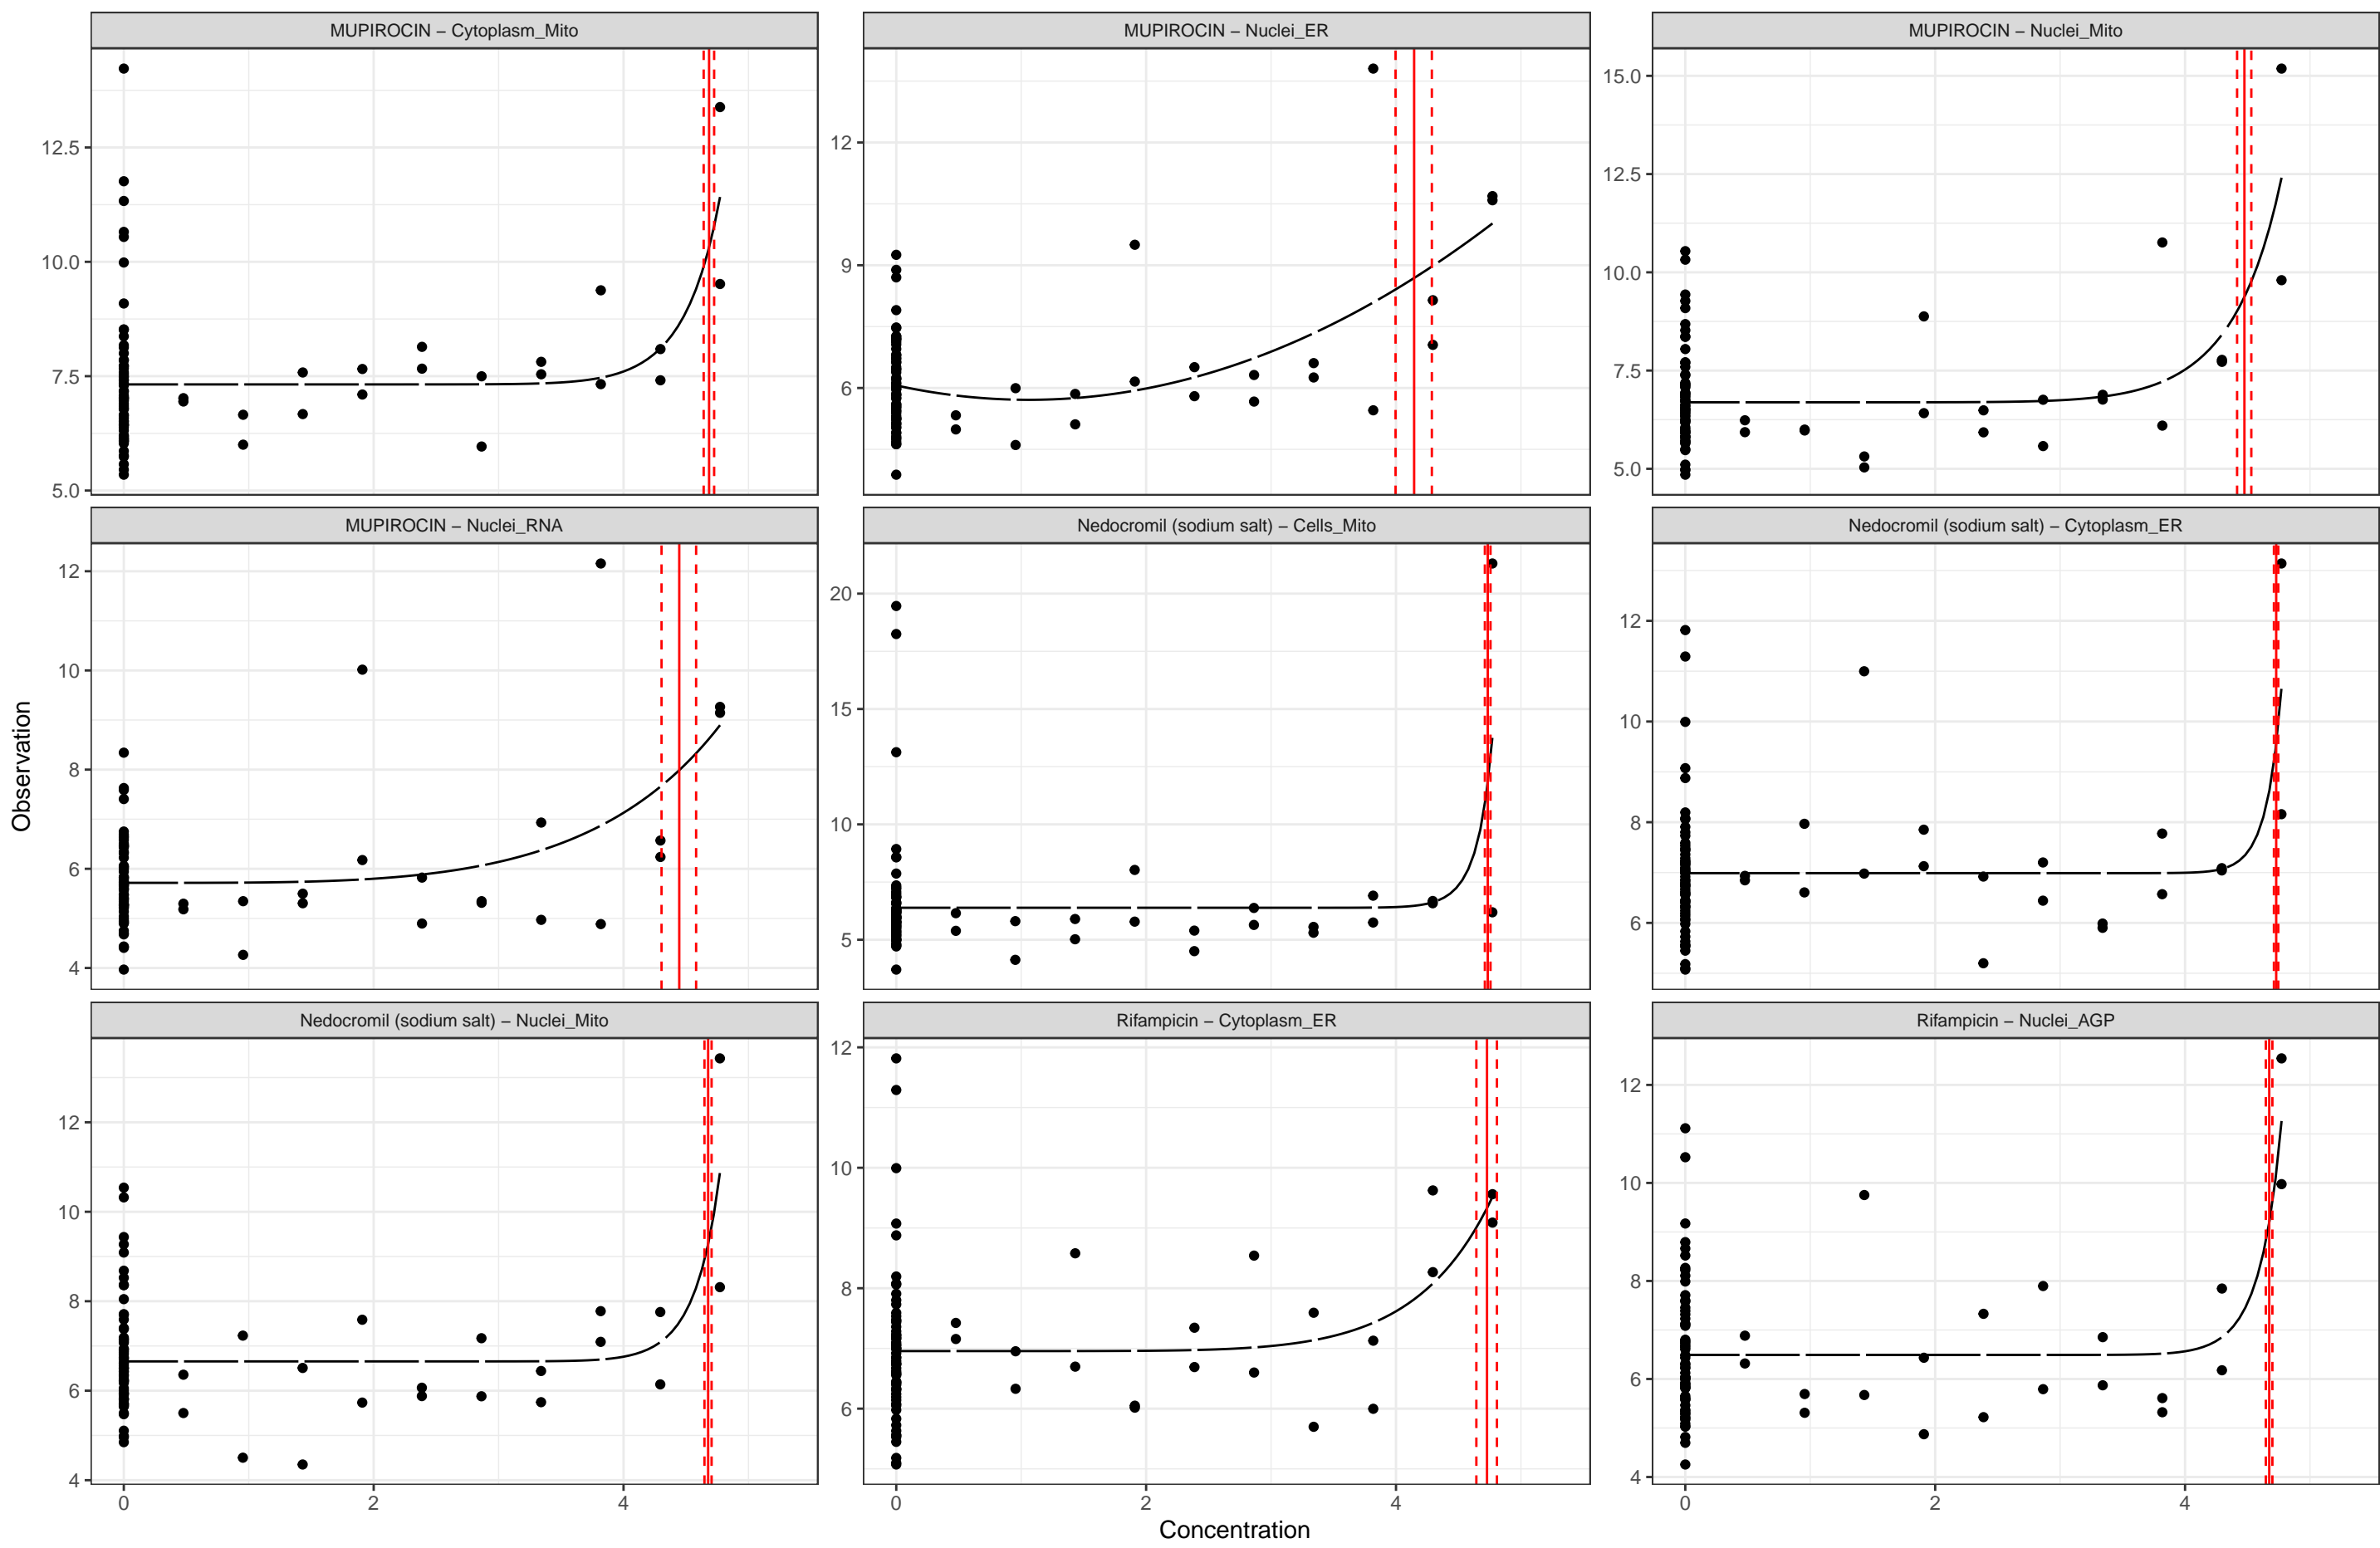 MUPIROCIN – Cytoplasm_Mito
MUPIROCIN – Nuclei_ER
MUPIROCIN – Nuclei_Mito
12.5
10.0
7.5
5.0
12
9
6
15.0
12.5
10.0
7.5
5.0
MUPIROCIN – Nuclei_RNA
Nedocromil (sodium salt) – Cells_Mito
Nedocromil (sodium salt) – Cytoplasm_ER
12
10
8
6
4
20
15
10
5
12
10
8
6
Observation
Nedocromil (sodium salt) – Nuclei_Mito
Rifampicin – Cytoplasm_ER
Rifampicin – Nuclei_AGP
12
10
8
6
4
12
10
8
6
12
10
8
6
4
0 2 4
0 2 4
0 2 4
Concentration